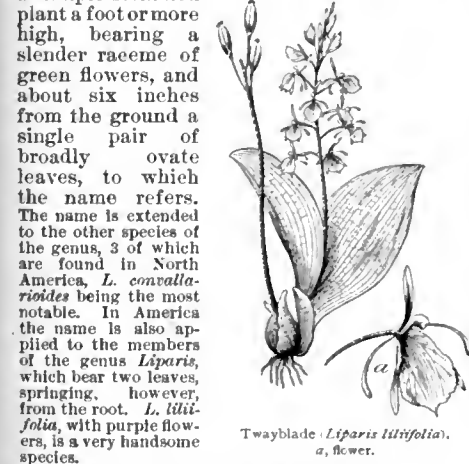 plant a foot or more
high, bearing a
slender raceme of
green flowers, and
about six inches
from the ground a
single pair of
broadly ovate
leaves, to which
the name refers.
The name is extended
to the other species of
the genus, 3 of which
are found in North
America, L. convalla-
rioides being the most
notable. In America
the name is also ap-
plied to the members
of the genus Liparis,
which bear two leaves,
springing, however,
from the root. L. lilii-
folia, with purple flow-
ers, is a very handsome
species.
a
Twayblade (Liparis liliifolia).
a, flower.